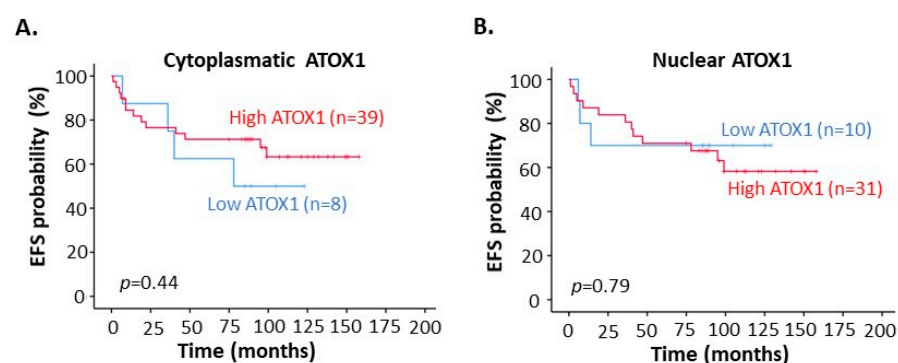 A.
Cytoplasmatic ATOX1
EFS probability (%)
100
80
60
40
20
0
High ATOX1 (n=39)
Low ATOX1 (n=8)
p=0.44
0 25 50 75 100 125 150 175 200
Time (months)
B.
Nuclear ATOX1
EFS probability (%)
100
80
60
40
20
0
Low ATOX1 (n=10)
High ATOX1 (n=31)
p=0.79
0 25 50 75 100 125 150 175 200
Time (months)